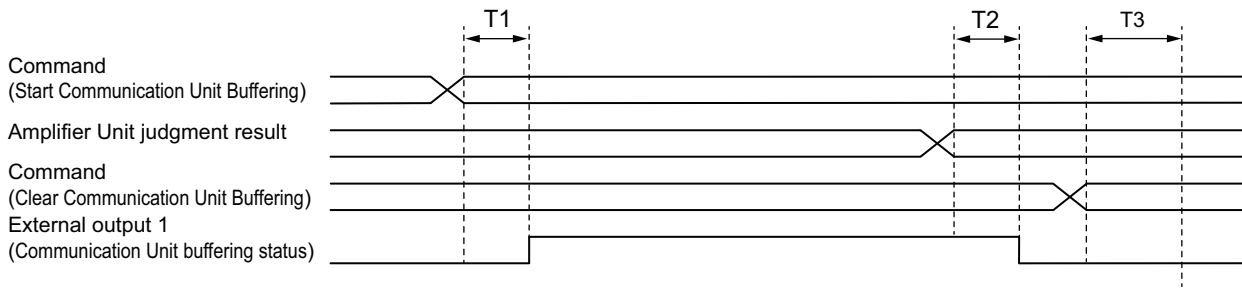 T1
T2
T3
Command
(Start Communication Unit Buffering)
Amplifier Unit judgment result
Command
(Clear Communication Unit Buffering)
External output 1
(Communication Unit buffering status)